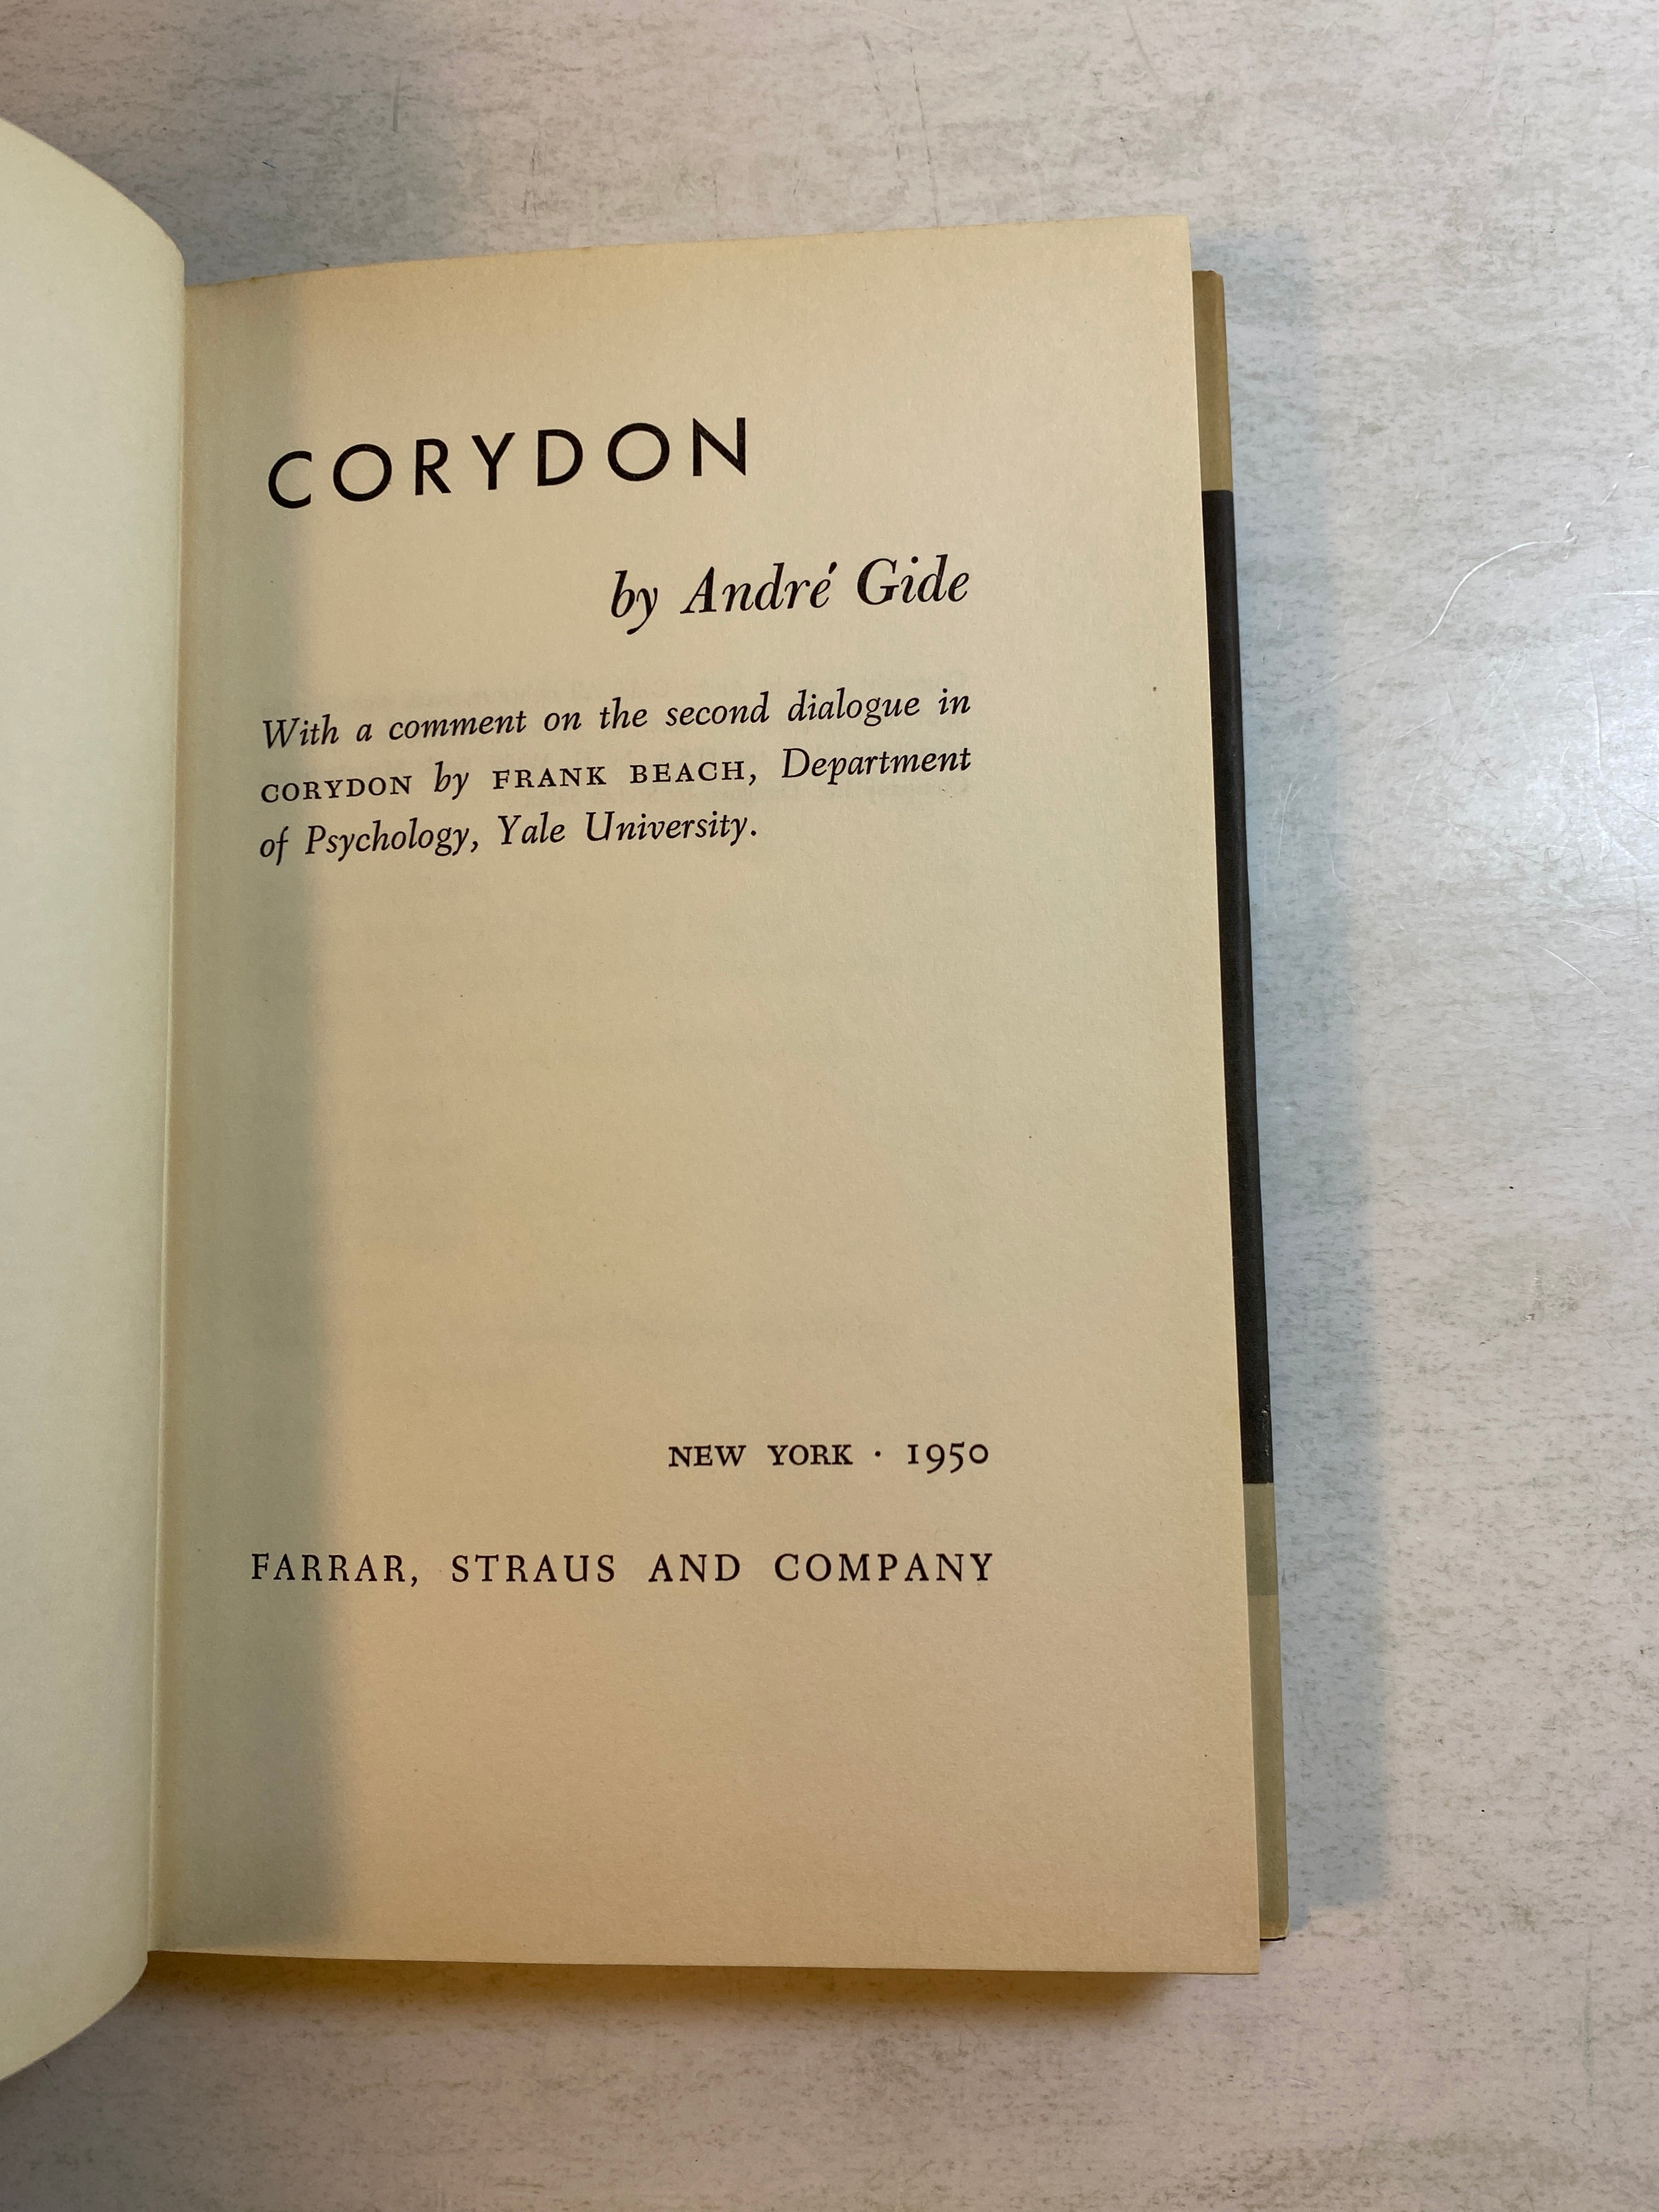 CORYDON
by André Gide
With a comment on the second dialogue in
CORYDON by FRANK BEACH, Department
of Psychology, Yale University.
NEW YORK · 1950
FARRAR, STRAUS AND COMPANY